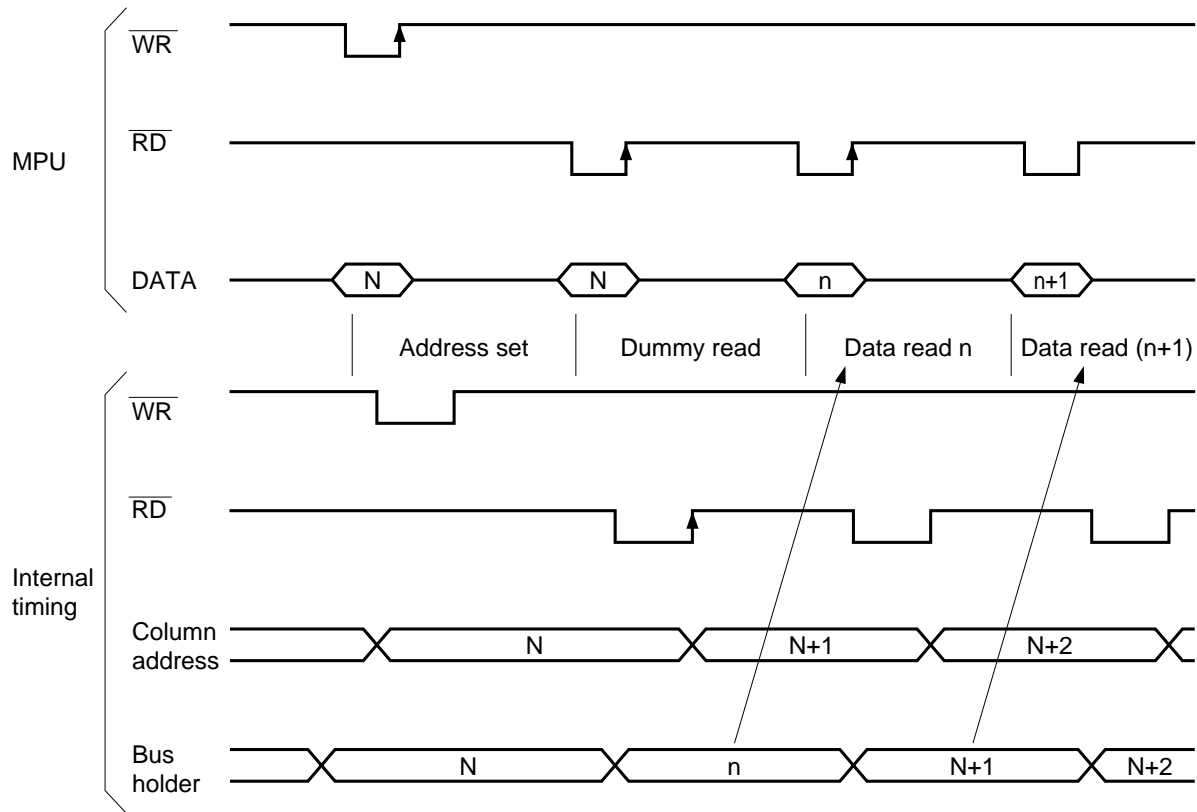 MPU
WR
RD
DATA
N
N
n
n+1
Address set
Dummy read
Data read n
Data read (n+1)
Internal
timing
WR
RD
Column
address
N
N+1
N+2
Bus
holder
N
n
N+1
N+2